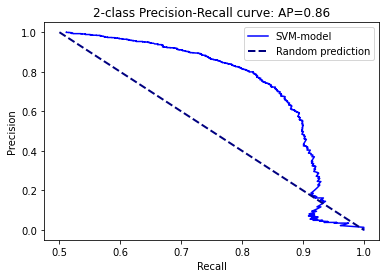 2-class Precision-Recall curve: AP=0.86
SVM-model
Random prediction
Precision
1.0
0.8
0.6
0.4
0.2
0.0
0.5
0.6
0.7
0.8
0.9
1.0
Recall